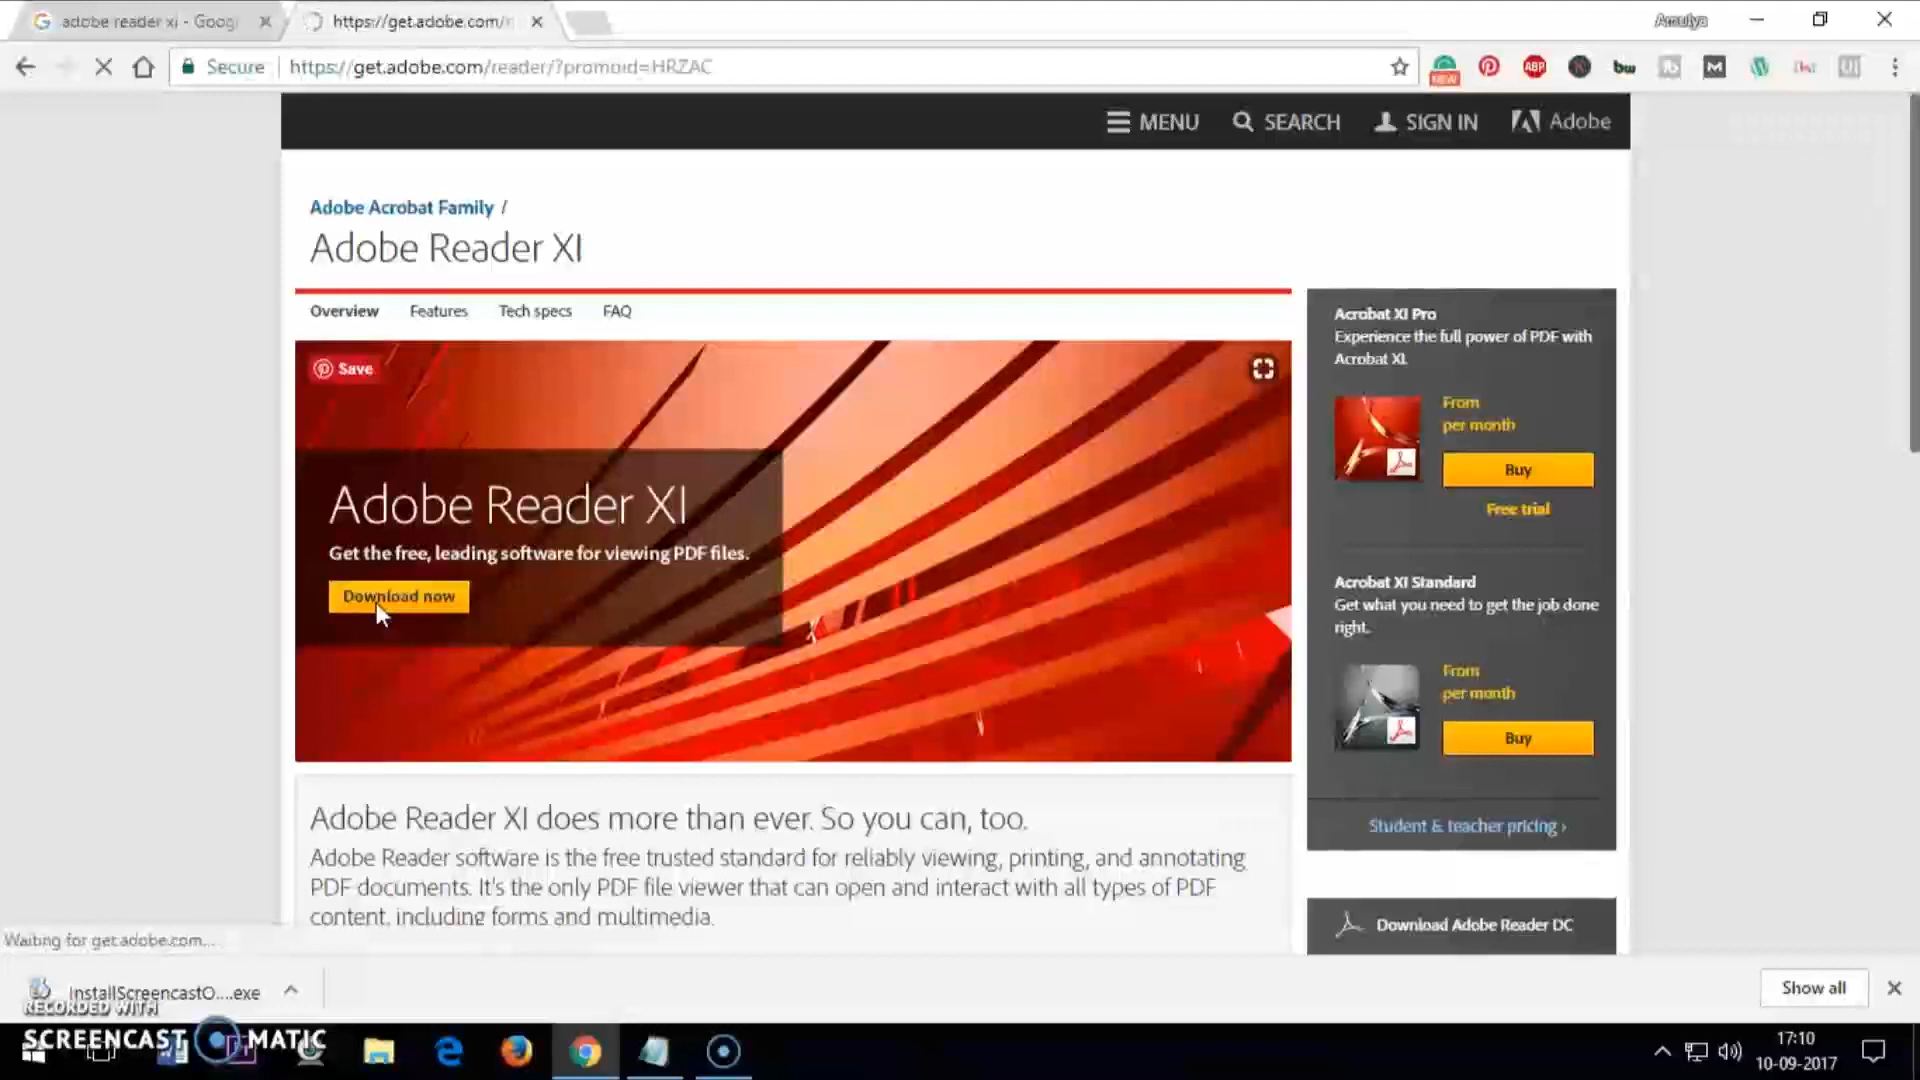 adobe reader xi - Goog
https://get.adobe.com/r
Amulya
Secure
https://get.adobe.com/reader/?promoid=HRZAC
NEW
ABP
bw
M
MENU
SEARCH
SIGN IN
Adobe
Adobe Acrobat Family /
Adobe Reader XI
Overview
Features
Tech specs
FAQ
Save
Adobe Reader XI
Get the free, leading software for viewing PDF files.
Download now
Acrobat XI Pro
Experience the full power of PDF with
Acrobat XI.
From
per month
Buy
Free trial
Acrobat XI Standard
Get what you need to get the job done
right.
From
per month
Buy
Student & teacher pricing ›
Adobe Reader XI does more than ever. So you can, too.
Adobe Reader software is the free trusted standard for reliably viewing, printing, and annotating
PDF documents. It's the only PDF file viewer that can open and interact with all types of PDF
content, including forms and multimedia.
Download Adobe Reader DC
Waiting for get.adobe.com...
InstallScreencastO....exe
Show all
RECORDED WITH
SCREENCAST MATIC
17:10
10-09-2017